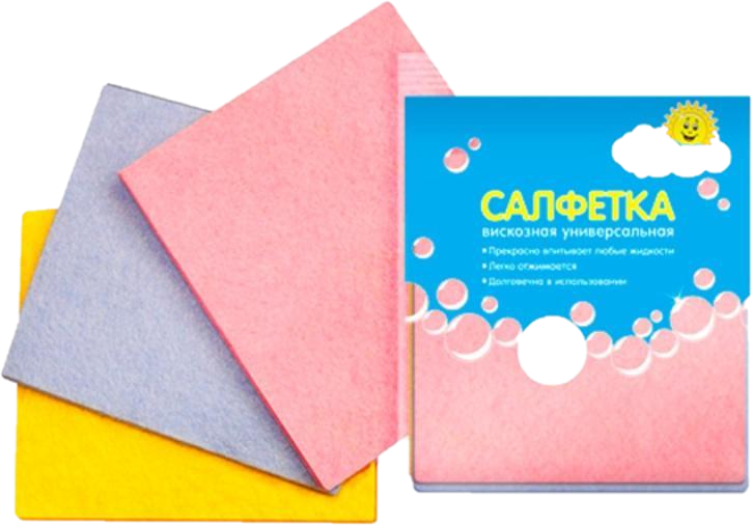 САЛФЕТКА
вискозная универсальная
• Прекрасно впитывает любые жидкости
• Легко отжимается
• Долговечна в использовании